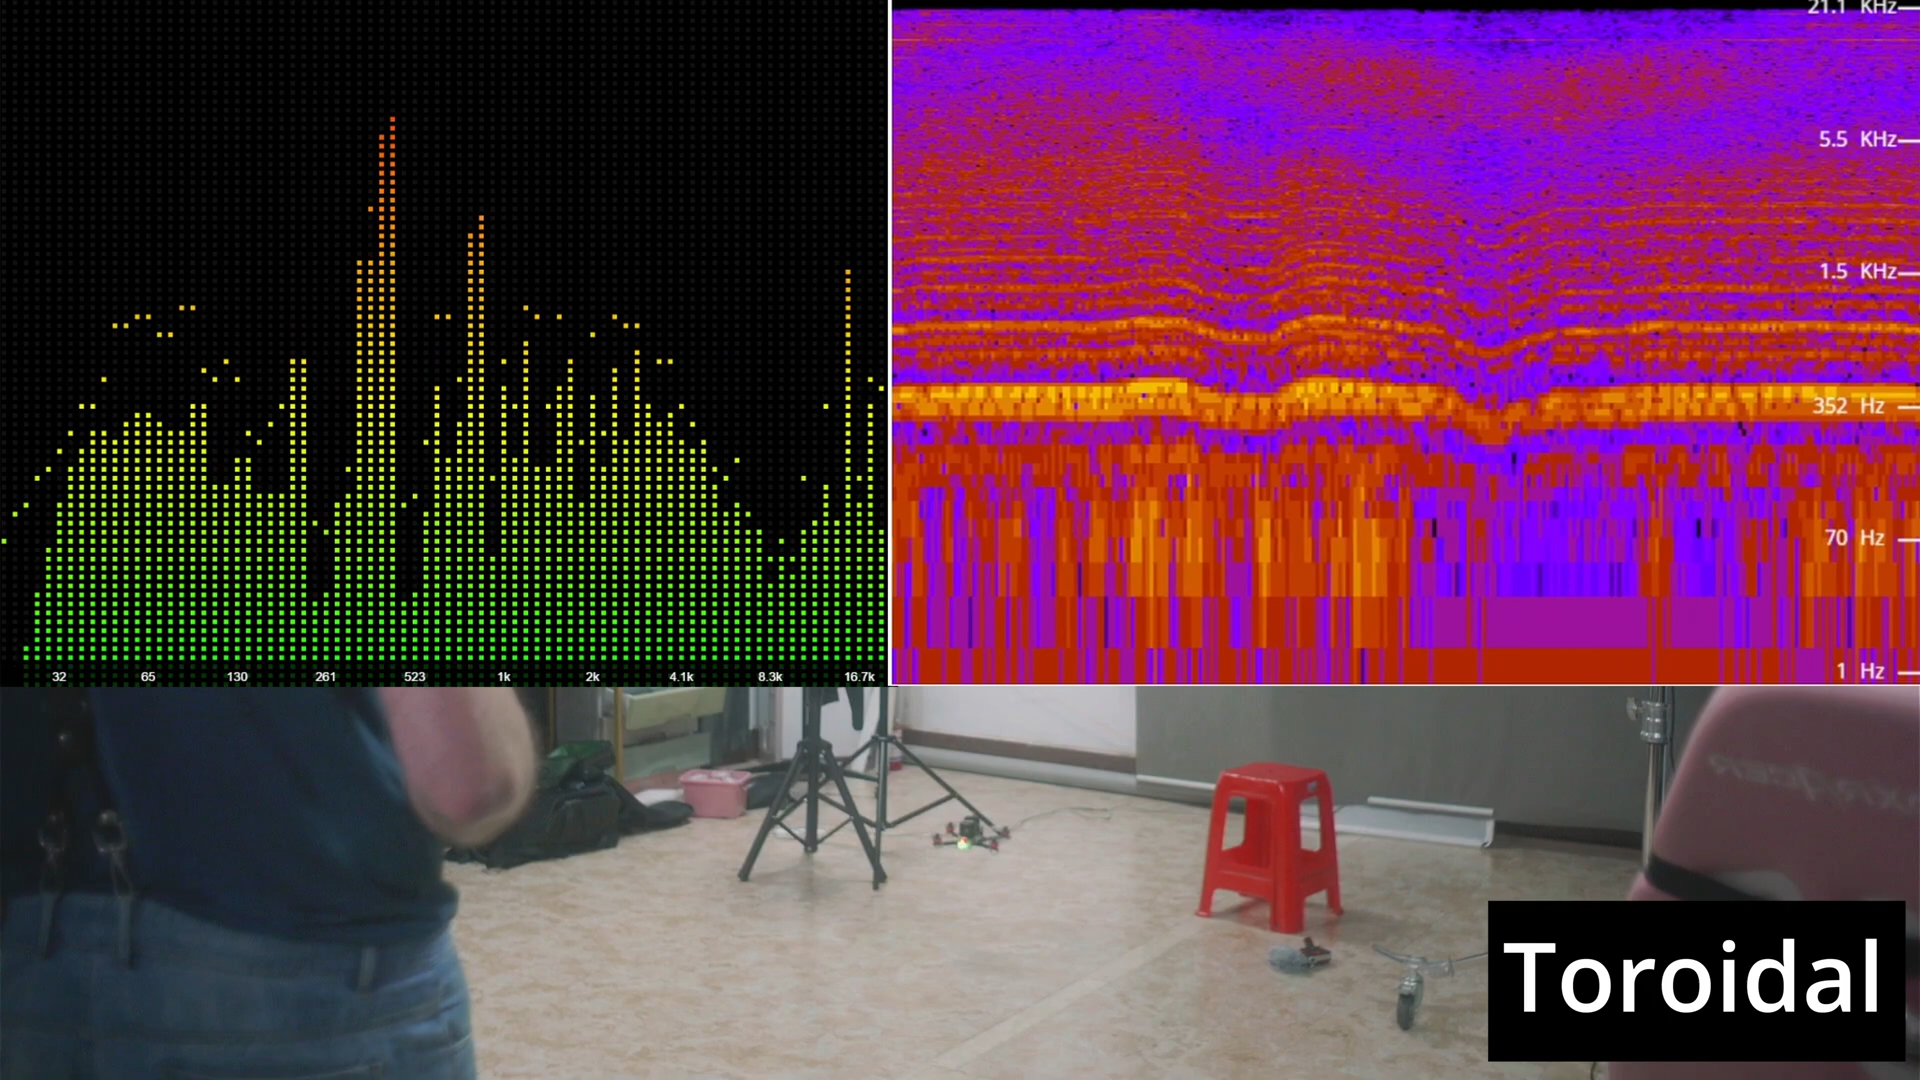 32 65 130 261 523 1k 2k 4.1k 8.3k 16.7k
21.1 KHz
5.5 KHz
1.5 KHz
352 Hz
70 Hz
1 Hz
Toroidal